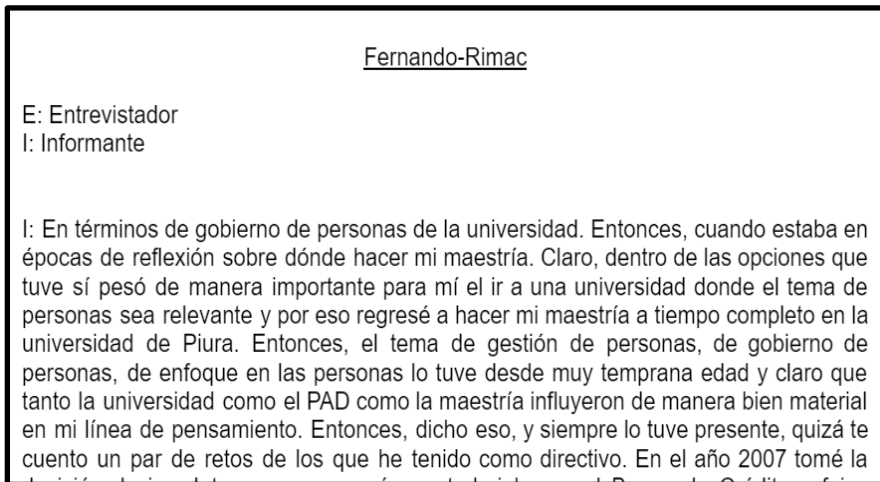 Fernando-Rimac
E: Entrevistador
I: Informante
I: En términos de gobierno de personas de la universidad. Entonces, cuando estaba en
épocas de reflexión sobre dónde hacer mi maestría. Claro, dentro de las opciones que
tuve sí pesó de manera importante para mí el ir a una universidad donde el tema de
personas sea relevante y por eso regresé a hacer mi maestría a tiempo completo en la
universidad de Piura. Entonces, el tema de gestión de personas, de gobierno de
personas, de enfoque en las personas lo tuve desde muy temprana edad y claro que
tanto la universidad como el PAD como la maestría influyeron de manera bien material
en mi línea de pensamiento. Entonces, dicho eso, y siempre lo tuve presente, quizá te
cuento un par de retos de los que he tenido como directivo. En el año 2007 tomé la